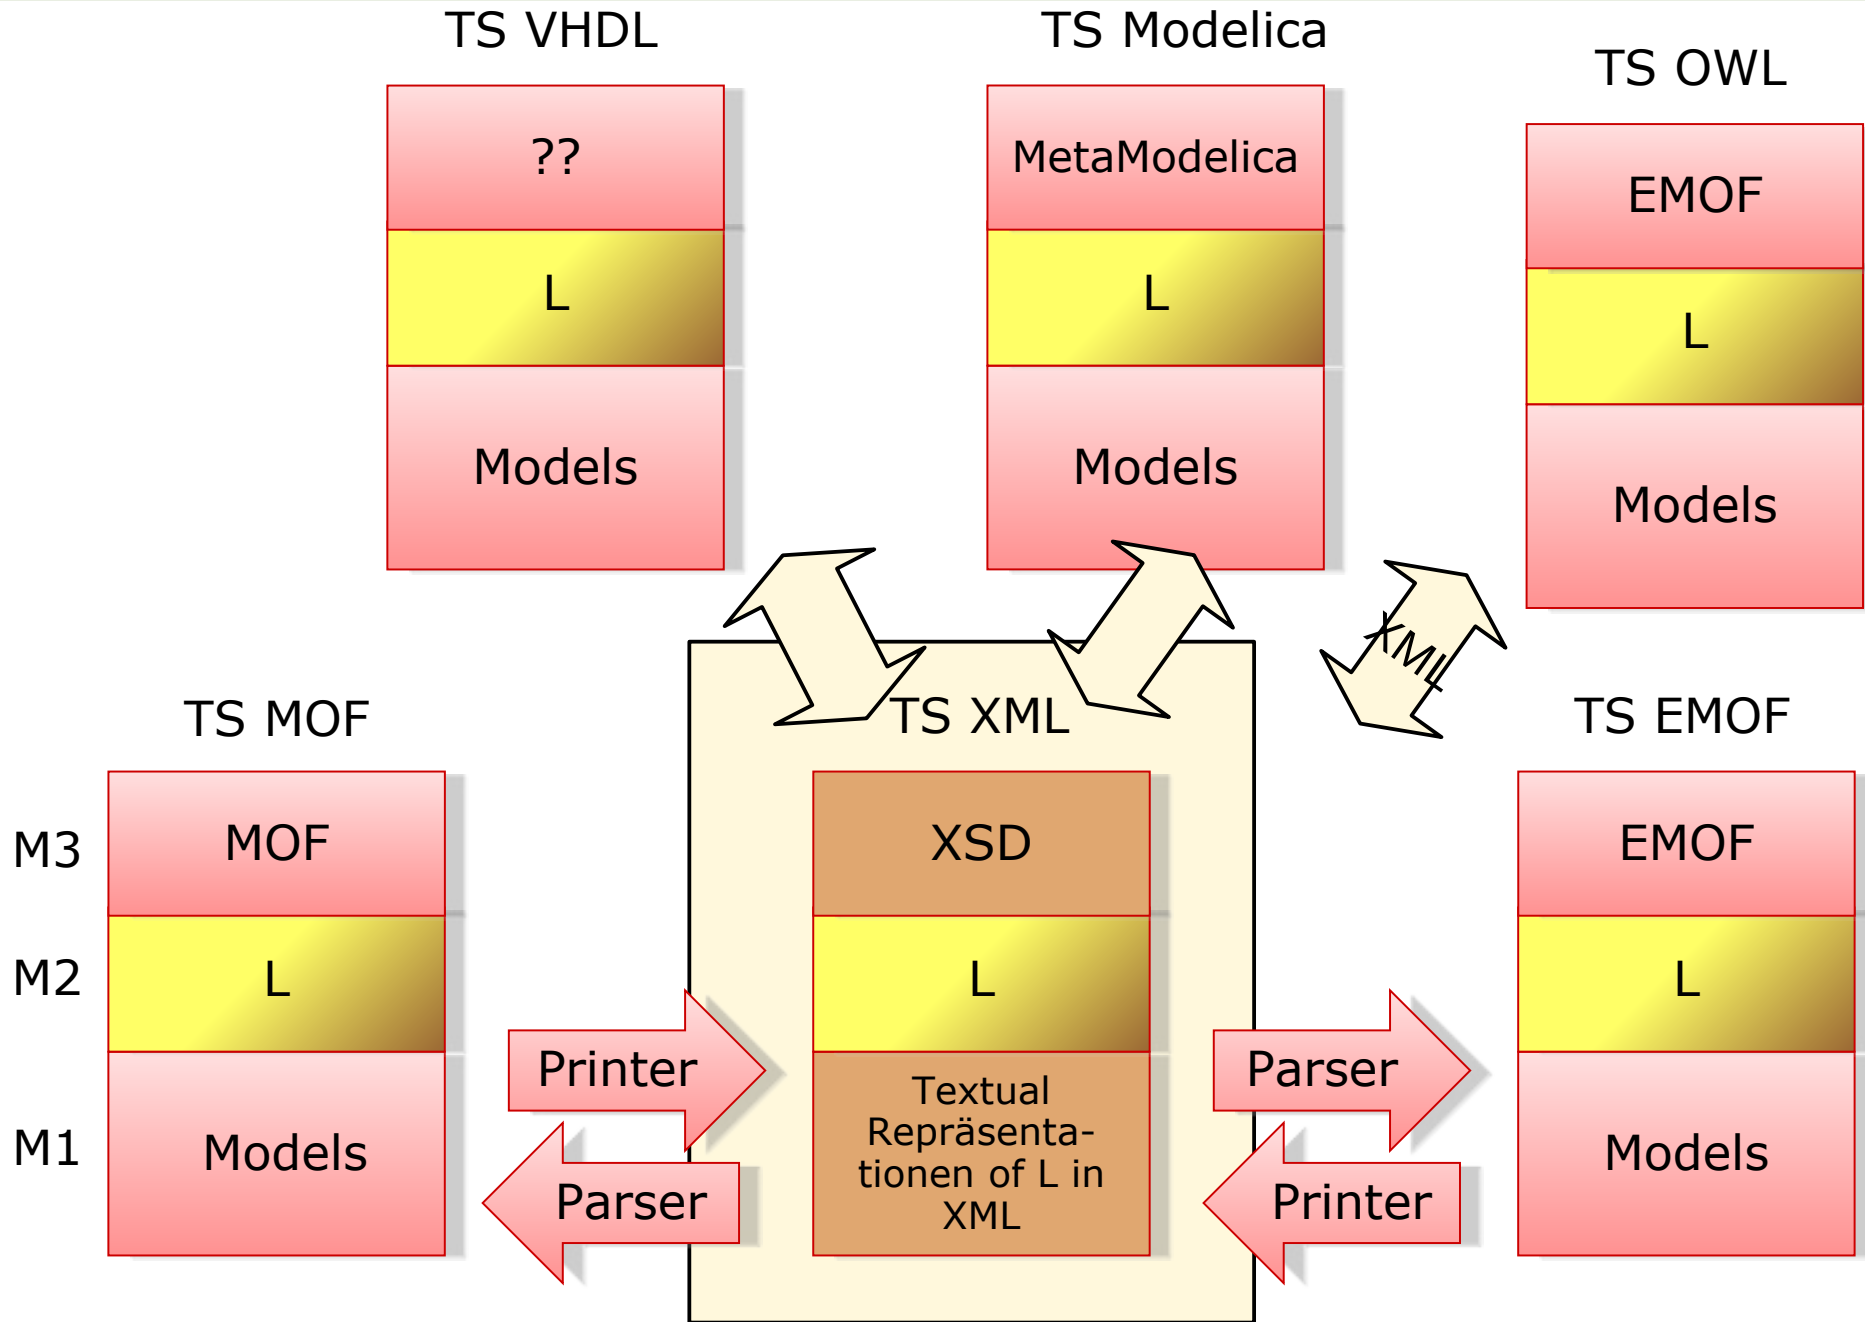 TS VHDL
TS Modelica
TS OWL
??
MetaModelica
EMOF
L
L
L
Models
Models
Models
XML
TS MOF
TS XML
TS EMOF
M3
MOF
XSD
EMOF
M2
L
L
L
Printer
Parser
M1
Models
Textual
Repräsenta-
tionen of L in
XML
Models
Parser
Printer